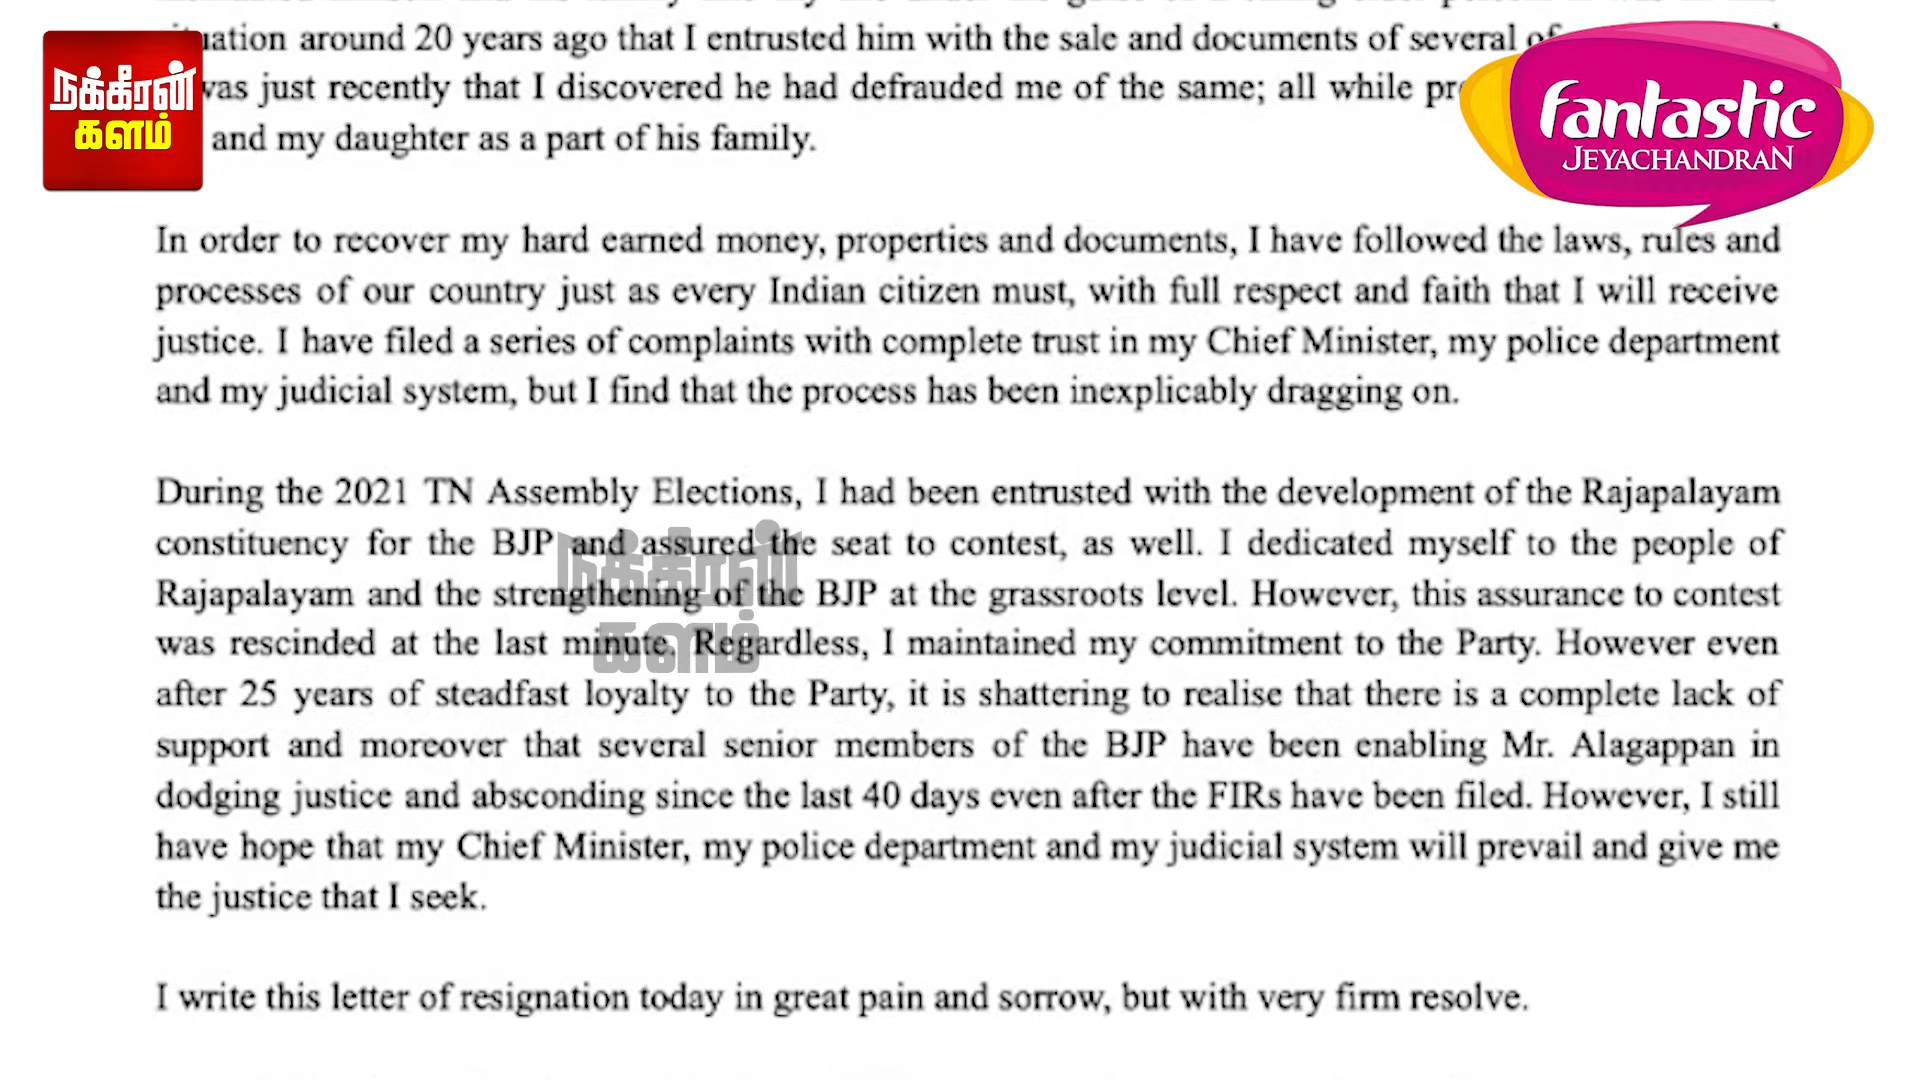 situation around 20 years ago that I entrusted him with the sale and documents of several of
was just recently that I discovered he had defrauded me of the same; all while
and my daughter as a part of his family.
In order to recover my hard earned money, properties and documents, I have followed the laws, rules and
processes of our country just as every Indian citizen must, with full respect and faith that I will receive
justice. I have filed a series of complaints with complete trust in my Chief Minister, my police department
and my judicial system, but I find that the process has been inexplicably dragging on.
During the 2021 TN Assembly Elections, I had been entrusted with the development of the Rajapalayam
constituency for the BJP and assured the seat to contest, as well. I dedicated myself to the people of
Rajapalayam and the strengthening of the BJP at the grassroots level. However, this assurance to contest
was rescinded at the last minute. Regardless, I maintained my commitment to the Party. However even
after 25 years of steadfast loyalty to the Party, it is shattering to realise that there is a complete lack of
support and moreover that several senior members of the BJP have been enabling Mr. Alagappan in
dodging justice and absconding since the last 40 days even after the FIRs have been filed. However, I still
have hope that my Chief Minister, my police department and my judicial system will prevail and give me
the justice that I seek.
I write this letter of resignation today in great pain and sorrow, but with very firm resolve.
நக்கீரன்
களம்
fantastic
JEYACHANDRAN
நக்கீரன்
களம்